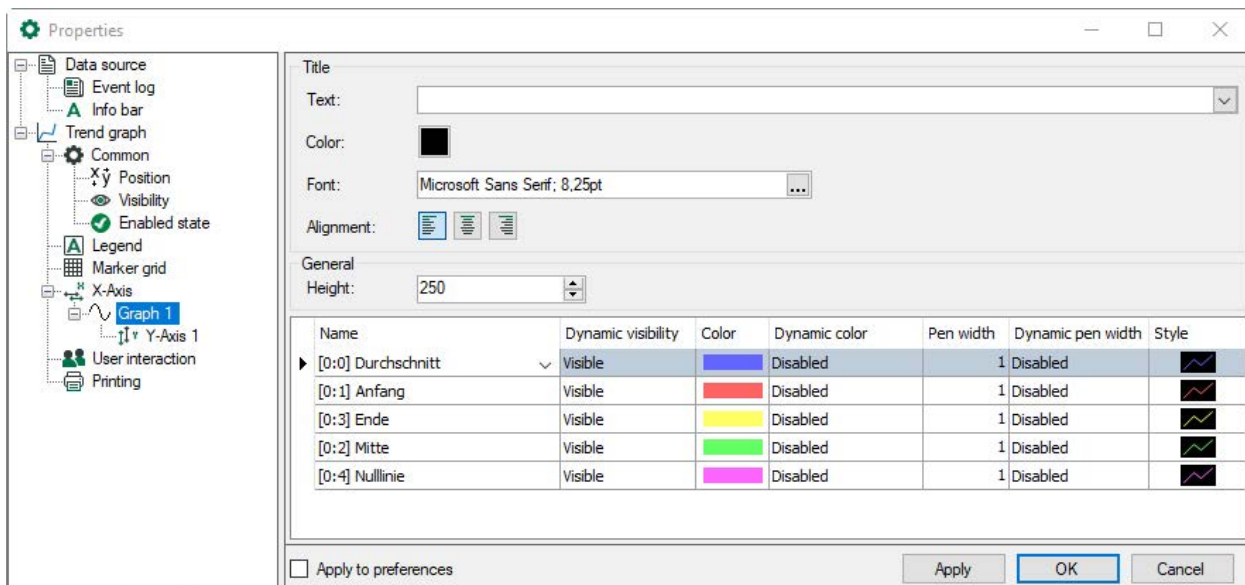 Properties
Data source
Event log
Info bar
Trend graph
Common
Position
Visibility
Enabled state
Legend
Marker grid
X-Axis
Graph 1
Y-Axis 1
User interaction
Printing
Title
Text:
Color:
Font: Microsoft Sans Serif; 8,25pt ...
Alignment:
General
Height: 250
Name Dynamic visibility Color Dynamic color Pen width Dynamic pen width Style
[0:0] Durchschnitt Visible Disabled 1 Disabled
[0:1] Anfang Visible Disabled 1 Disabled
[0:3] Ende Visible Disabled 1 Disabled
[0:2] Mitte Visible Disabled 1 Disabled
[0:4] Nulllinie Visible Disabled 1 Disabled
Apply to preferences Apply OK Cancel